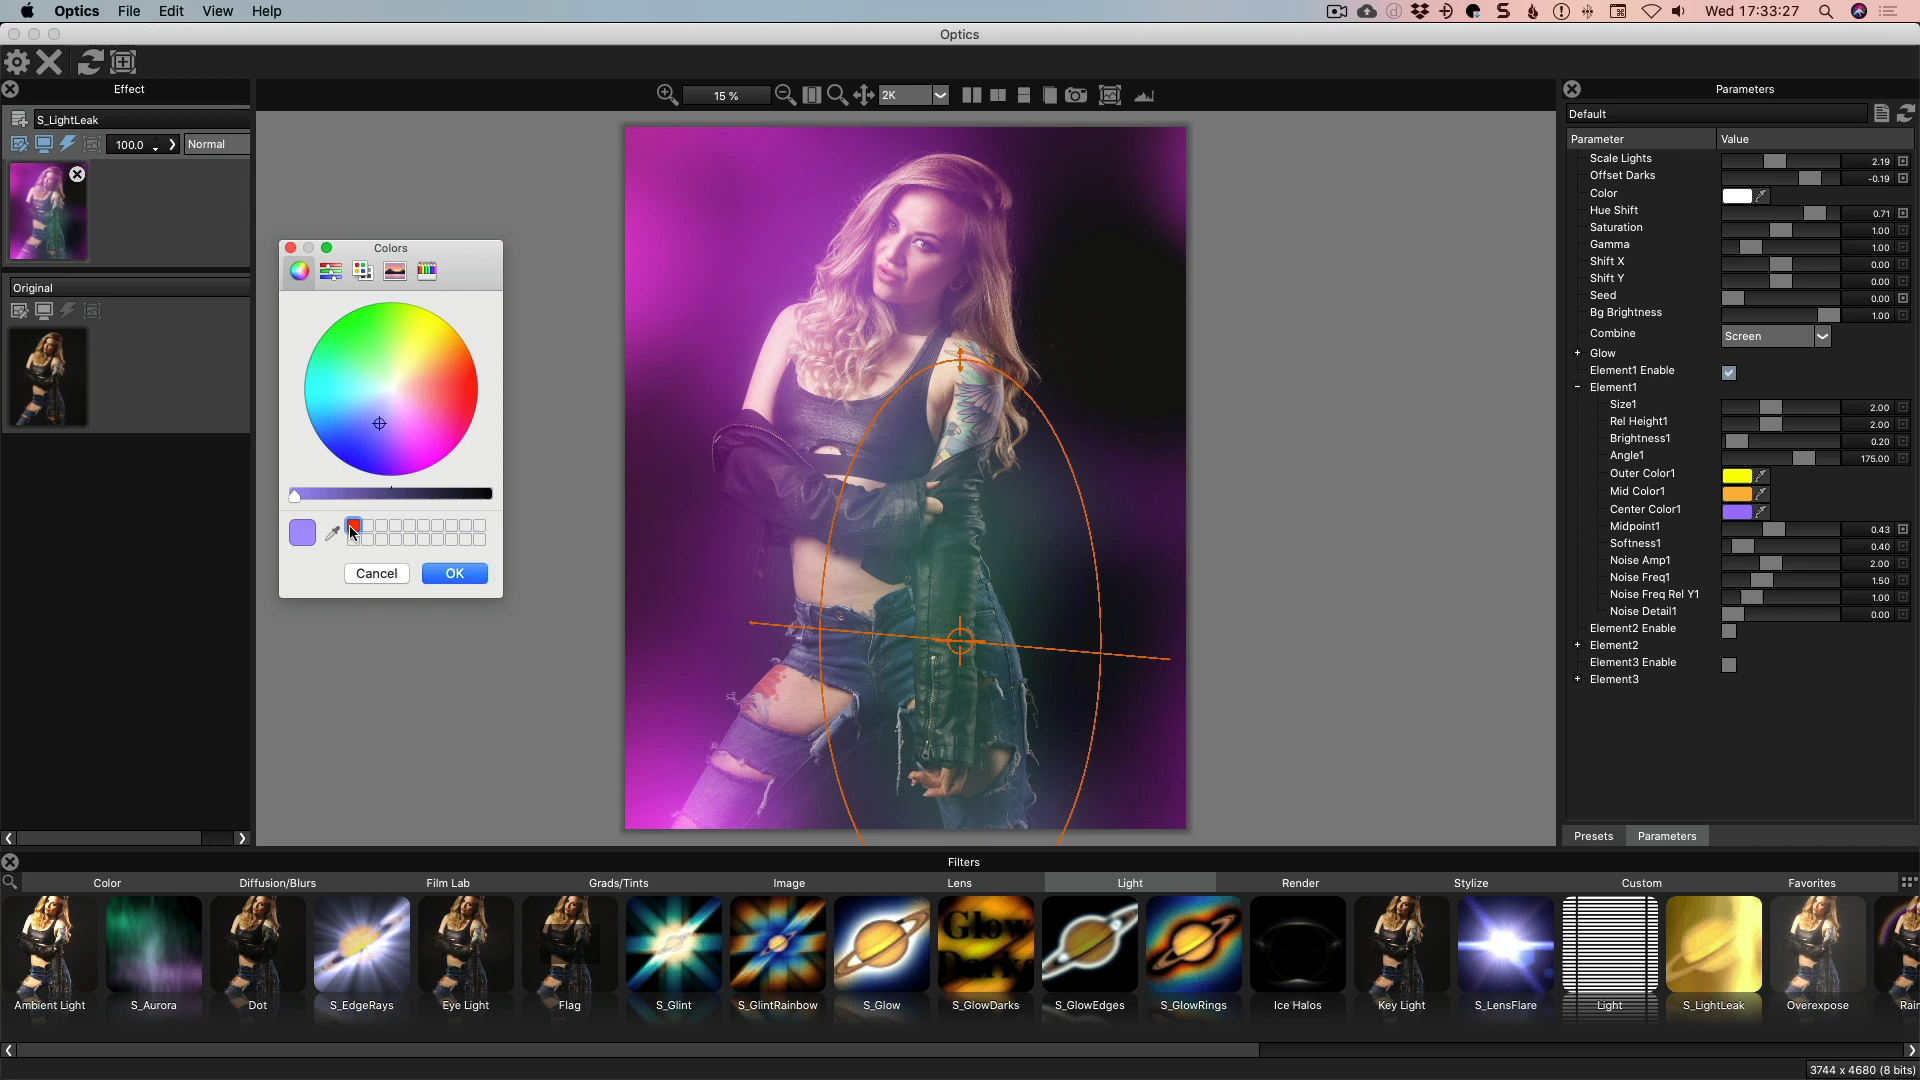 Optics File Edit View Help Wed 17:33:27
Optics
Effect
S_LightLeak
100.0 Normal
Original
15 % 2K
Colors
Cancel OK
Parameters
Default
Parameter Value
Scale Lights 2.19
Offset Darks -0.19
Color
Hue Shift 0.71
Saturation 1.00
Gamma 1.00
Shift X 0.00
Shift Y 0.00
Seed 0.00
Bg Brightness 1.00
Combine Screen
+ Glow
Element1 Enable
- Element1
Size1 2.00
Rel Height1 2.00
Brightness1 0.20
Angle1 175.00
Outer Color1
Mid Color1
Center Color1
Midpoint1 0.43
Softness1 0.40
Noise Amp1 2.00
Noise Freq1 1.50
Noise Freq Rel Y1 1.00
Noise Detail1 0.00
Element2 Enable
+ Element2
Element3 Enable
+ Element3
Presets Parameters
Filters
Color Diffusion/Blurs Film Lab Grads/Tints Image Lens Light Render Stylize Custom Favorites
Glow
Ambient Light S_Aurora Dot S_EdgeRays Eye Light Flag S_Glint S_GlintRainbow S_Glow S_GlowDarks S_GlowEdges S_GlowRings Ice Halos Key Light S_LensFlare Light S_LightLeak Overexpose Rair
3744 x 4680 (8 bits)